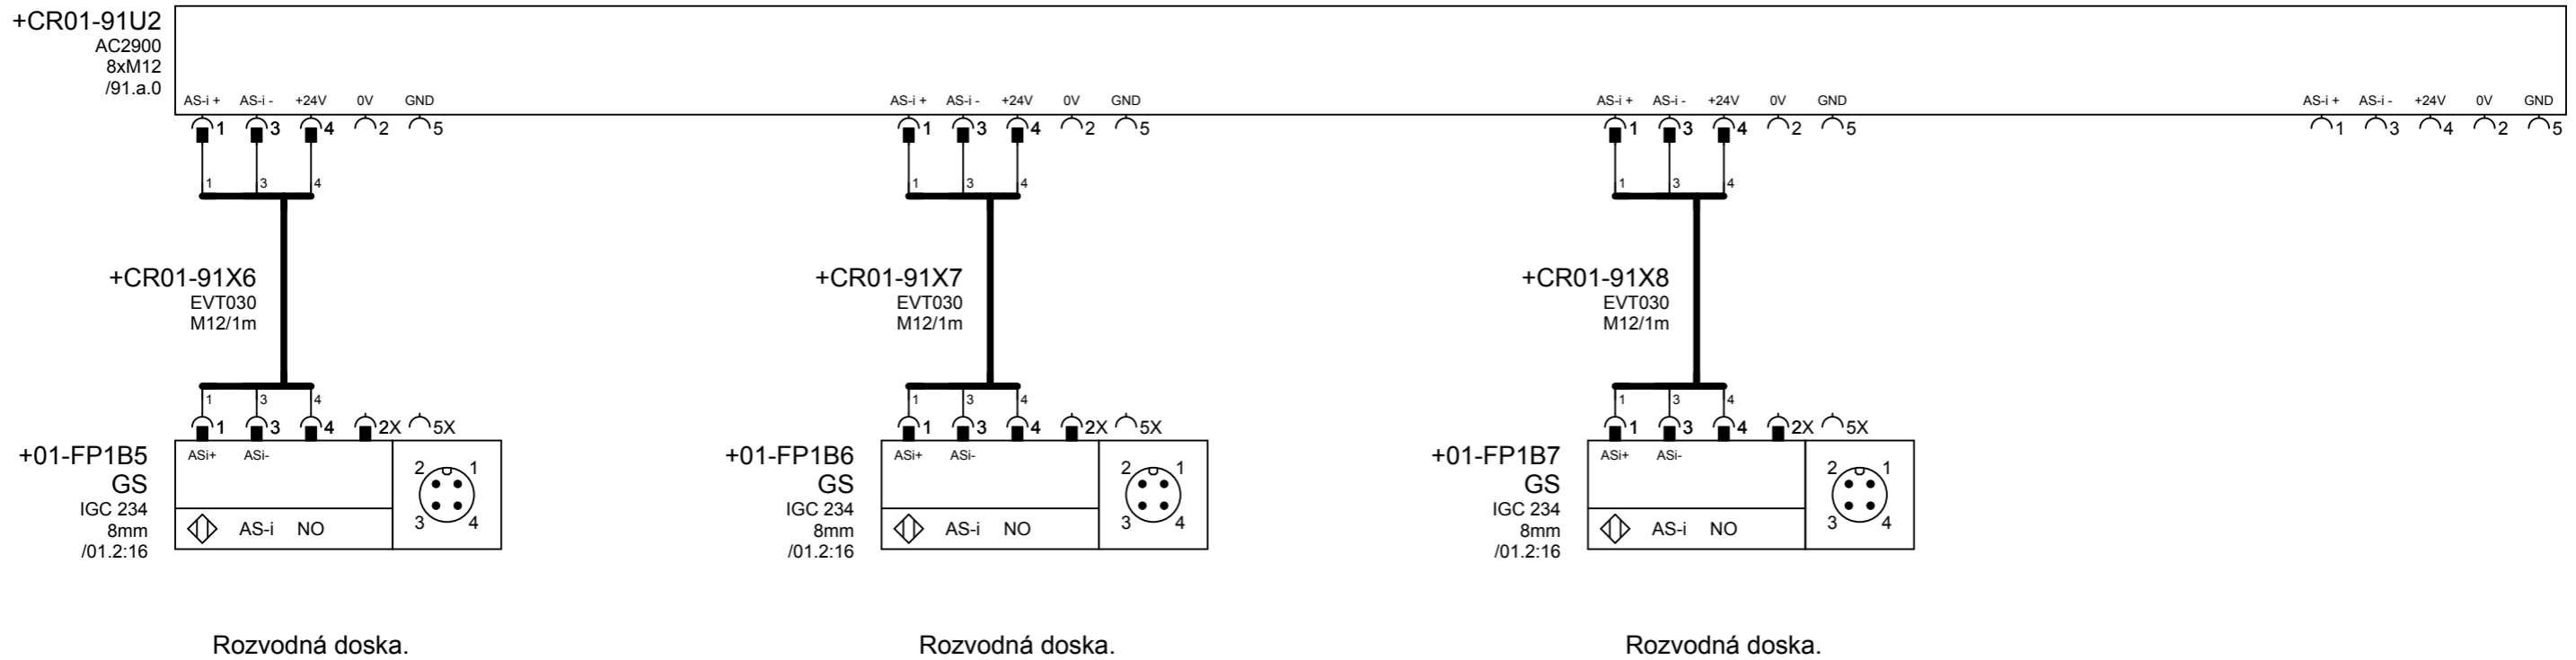 +CR01-91U2
AC2900
8xM12
/91.a.0
AS-i + AS-i - +24V 0V GND
1 3 4 2 5
AS-i + AS-i - +24V 0V GND
1 3 4 2 5
AS-i + AS-i - +24V 0V GND
1 3 4 2 5
AS-i + AS-i - +24V 0V GND
1 3 4 2 5
1 3 4
1 3 4
1 3 4
+CR01-91X6
EVT030
M12/1m
+CR01-91X7
EVT030
M12/1m
+CR01-91X8
EVT030
M12/1m
1 3 4
1 3 4 2X 5X
1 3 4
1 3 4 2X 5X
1 3 4
1 3 4 2X 5X
+01-FP1B5
GS
IGC 234
8mm
/01.2:16
ASi+ ASi-
2 1
3 4
AS-i NO
+01-FP1B6
GS
IGC 234
8mm
/01.2:16
ASi+ ASi-
2 1
3 4
AS-i NO
+01-FP1B7
GS
IGC 234
8mm
/01.2:16
ASi+ ASi-
2 1
3 4
AS-i NO
Rozvodná doska.
Rozvodná doska.
Rozvodná doska.